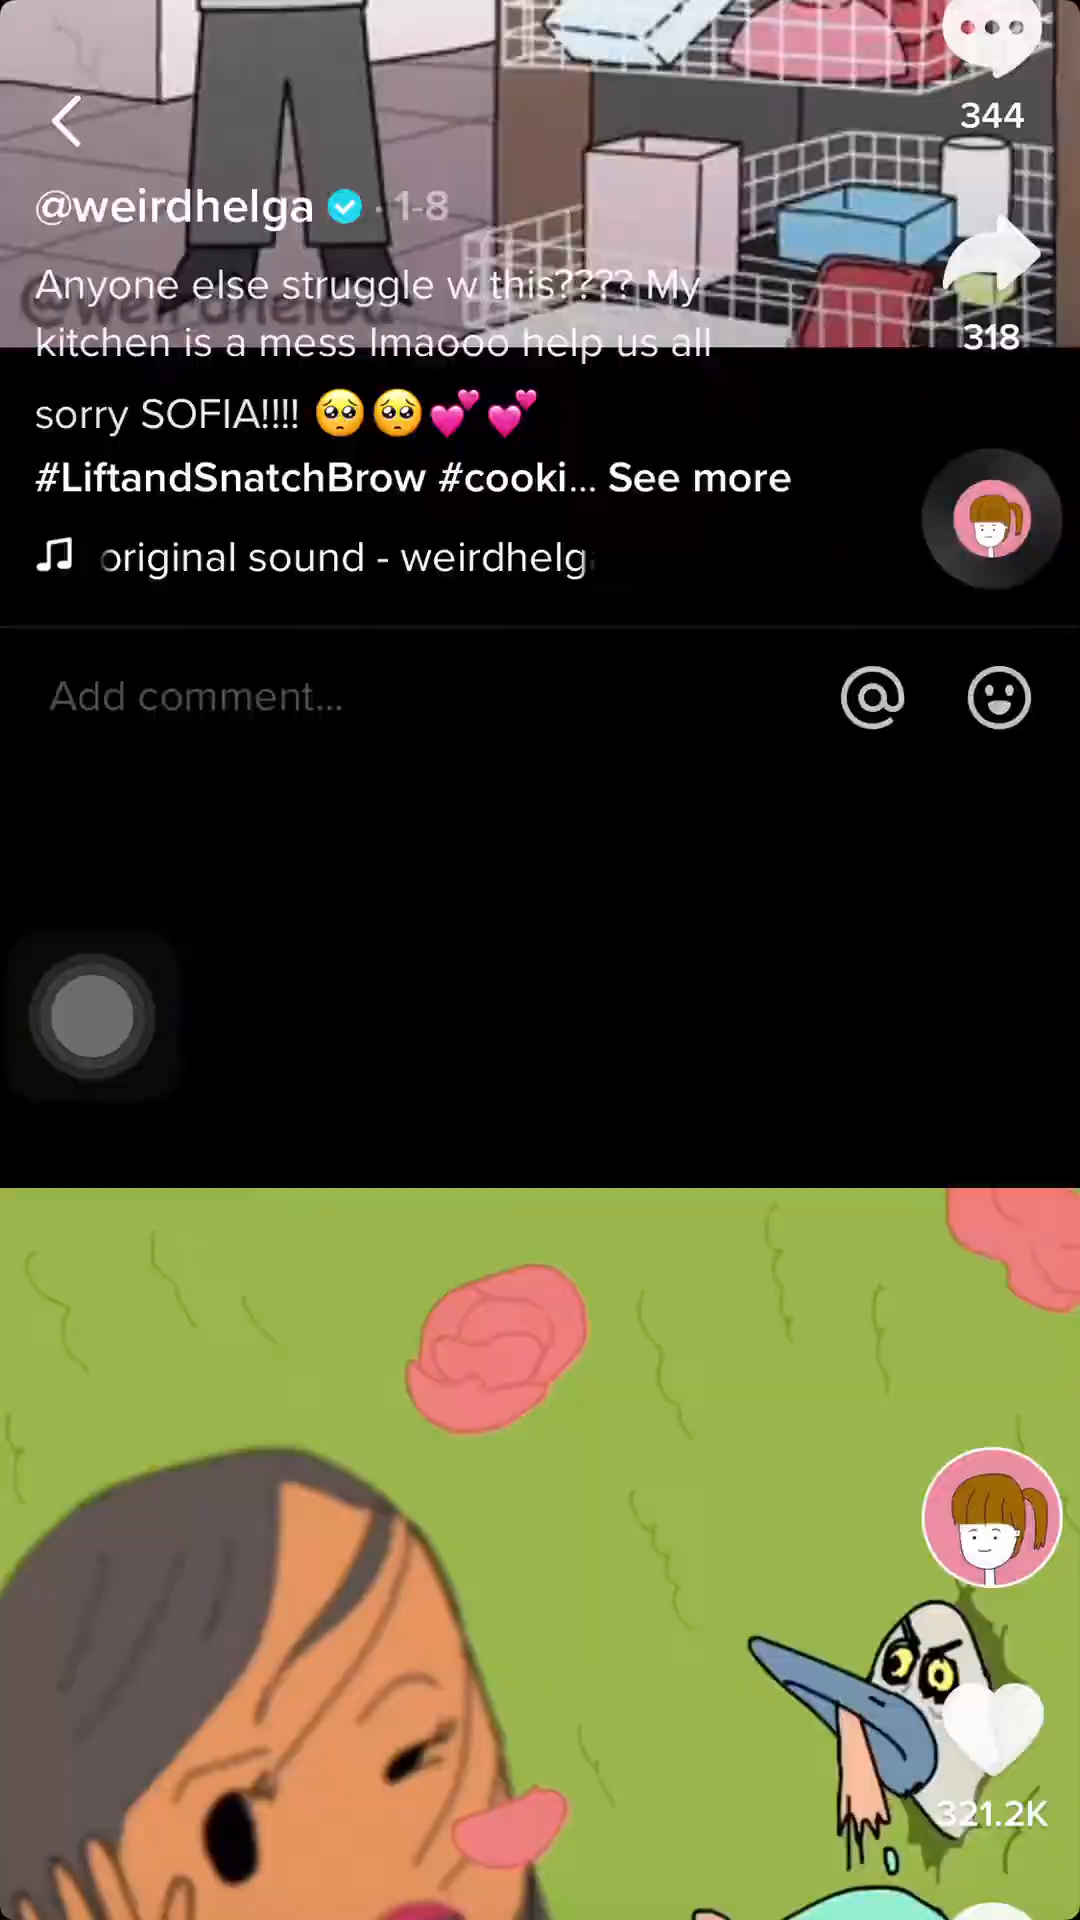 344
@weirdhelga · 1-8
Anyone else struggle w this???? My
kitchen is a mess lmaooo help us all
318
sorry SOFIA!!!! 🥺🥺💕💕
#LiftandSnatchBrow #cooki... See more
original sound - weirdhelg
Add comment...
321.2K